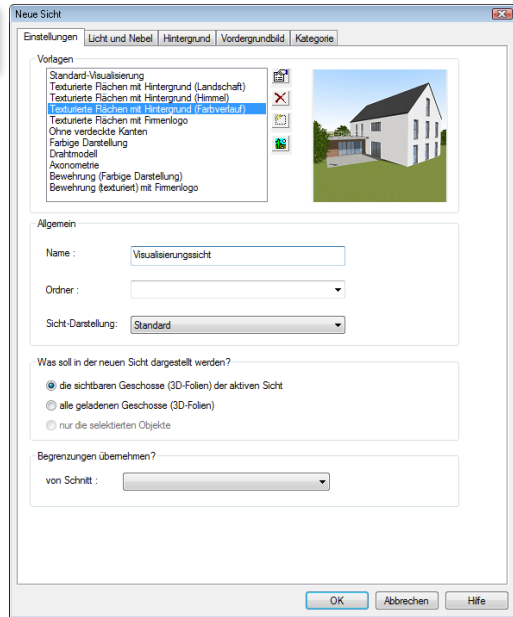 Neue Sicht
Einstellungen Licht und Nebel Hintergrund Vordergrundbild Kategorie
Vorlagen
Standard-Visualisierung
Texturierte Flächen mit Hintergrund (Landschaft)
Texturierte Flächen mit Hintergrund (Himmel)
Texturierte Flächen mit Hintergrund (Farbverlauf)
Texturierte Flächen mit Firmenlogo
Ohne verdeckte Kanten
Farbige Darstellung
Drahtmodell
Axonometrie
Bewehrung (Farbige Darstellung)
Bewehrung (texturiert) mit Firmenlogo
Allgemein
Name : Visualisierungssicht
Ordner :
Sicht-Darstellung: Standard
Was soll in der neuen Sicht dargestellt werden?
die sichtbaren Geschosse (3D-Folien) der aktiven Sicht
alle geladenen Geschosse (3D-Folien)
nur die selektierten Objekte
Begrenzungen übernehmen?
von Schnitt :
OK Abbrechen Hilfe